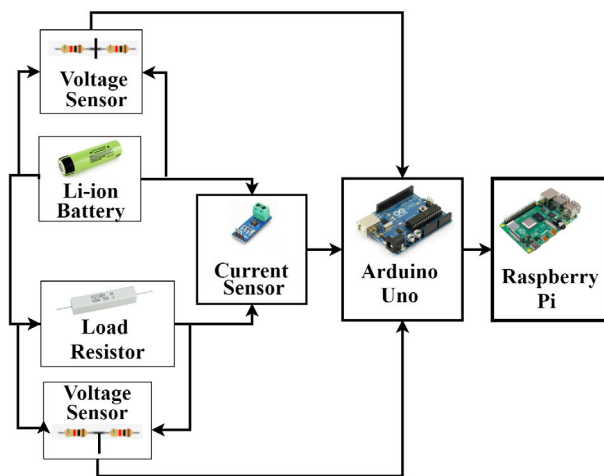 Voltage
Sensor
Li-ion
Battery
Current
Sensor
Arduino
Uno
Raspberry
Pi
Load
Resistor
Voltage
Sensor